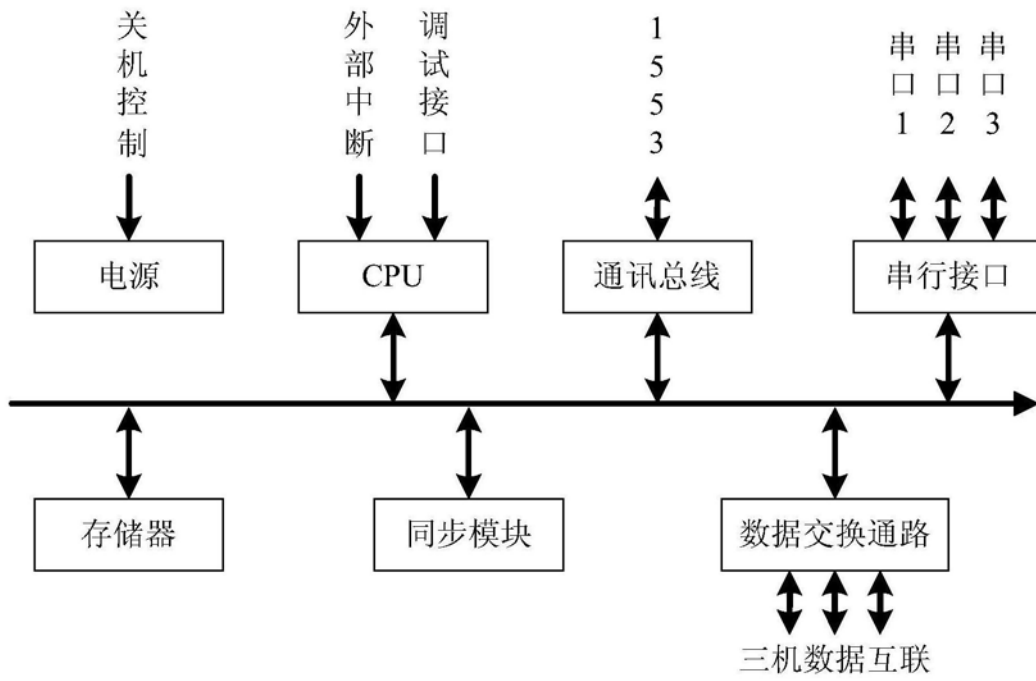 关机控制
外部中断
调试接口
1553
串口1
串口2
串口3
电源
CPU
通讯总线
串行接口
存储器
同步模块
数据交换通路
三机数据互联